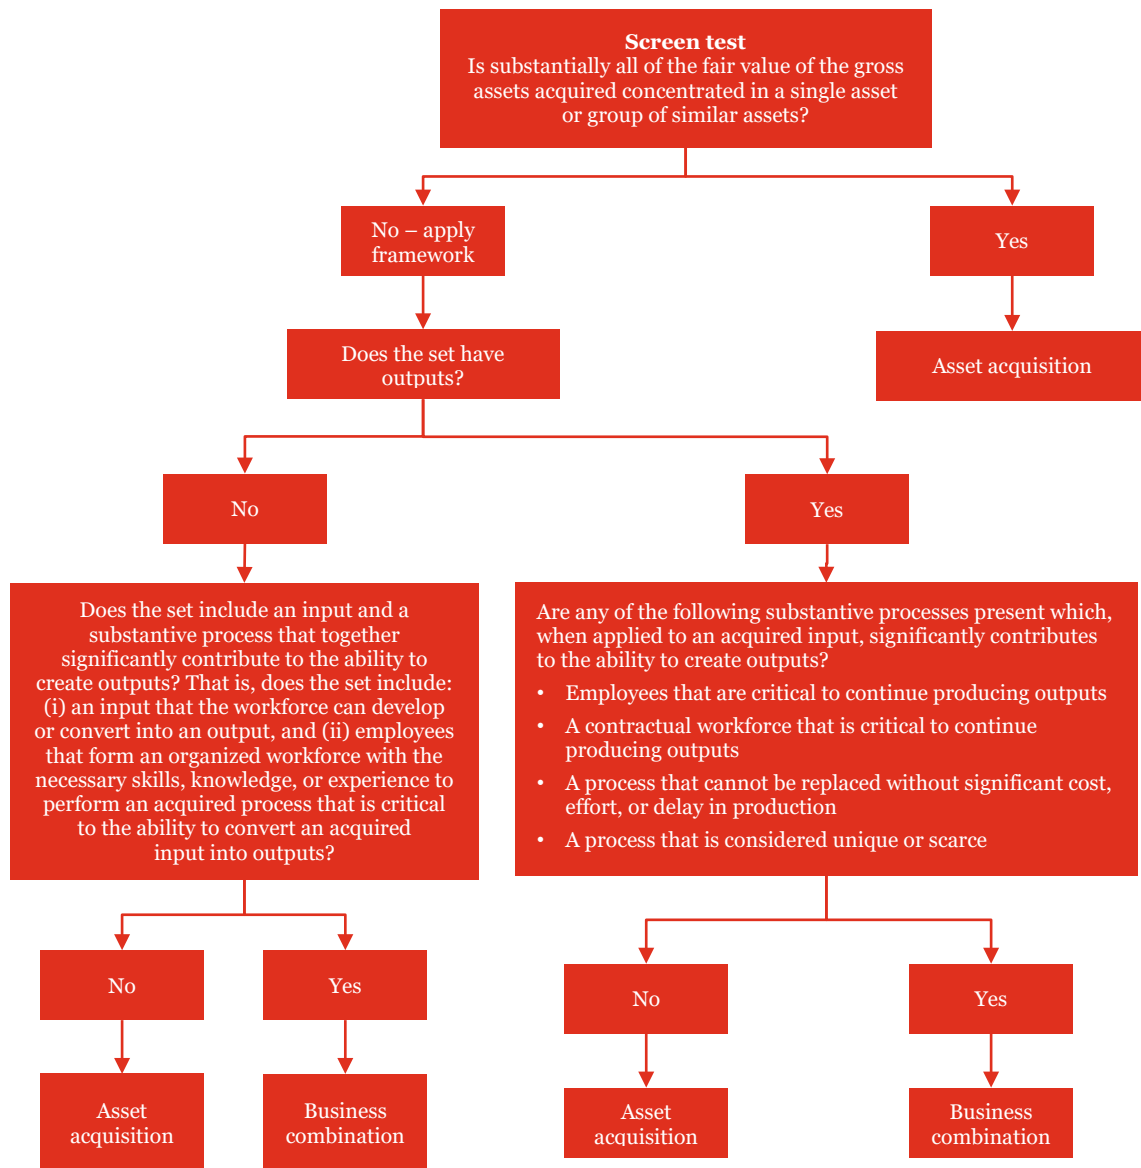 Screen test
Is substantially all of the fair value of the gross
assets acquired concentrated in a single asset
or group of similar assets?
No – apply
framework
Yes
Does the set have
outputs?
Asset acquisition
No
Yes
Does the set include an input and a
substantive process that together
significantly contribute to the ability to
create outputs? That is, does the set include:
(i) an input that the workforce can develop
or convert into an output, and (ii) employees
that form an organized workforce with the
necessary skills, knowledge, or experience to
perform an acquired process that is critical
to the ability to convert an acquired
input into outputs?
Are any of the following substantive processes present which,
when applied to an acquired input, significantly contributes
to the ability to create outputs?
• Employees that are critical to continue producing outputs
• A contractual workforce that is critical to continue
producing outputs
• A process that cannot be replaced without significant cost,
effort, or delay in production
• A process that is considered unique or scarce
No
Yes
No
Yes
Asset
acquisition
Business
combination
Asset
acquisition
Business
combination